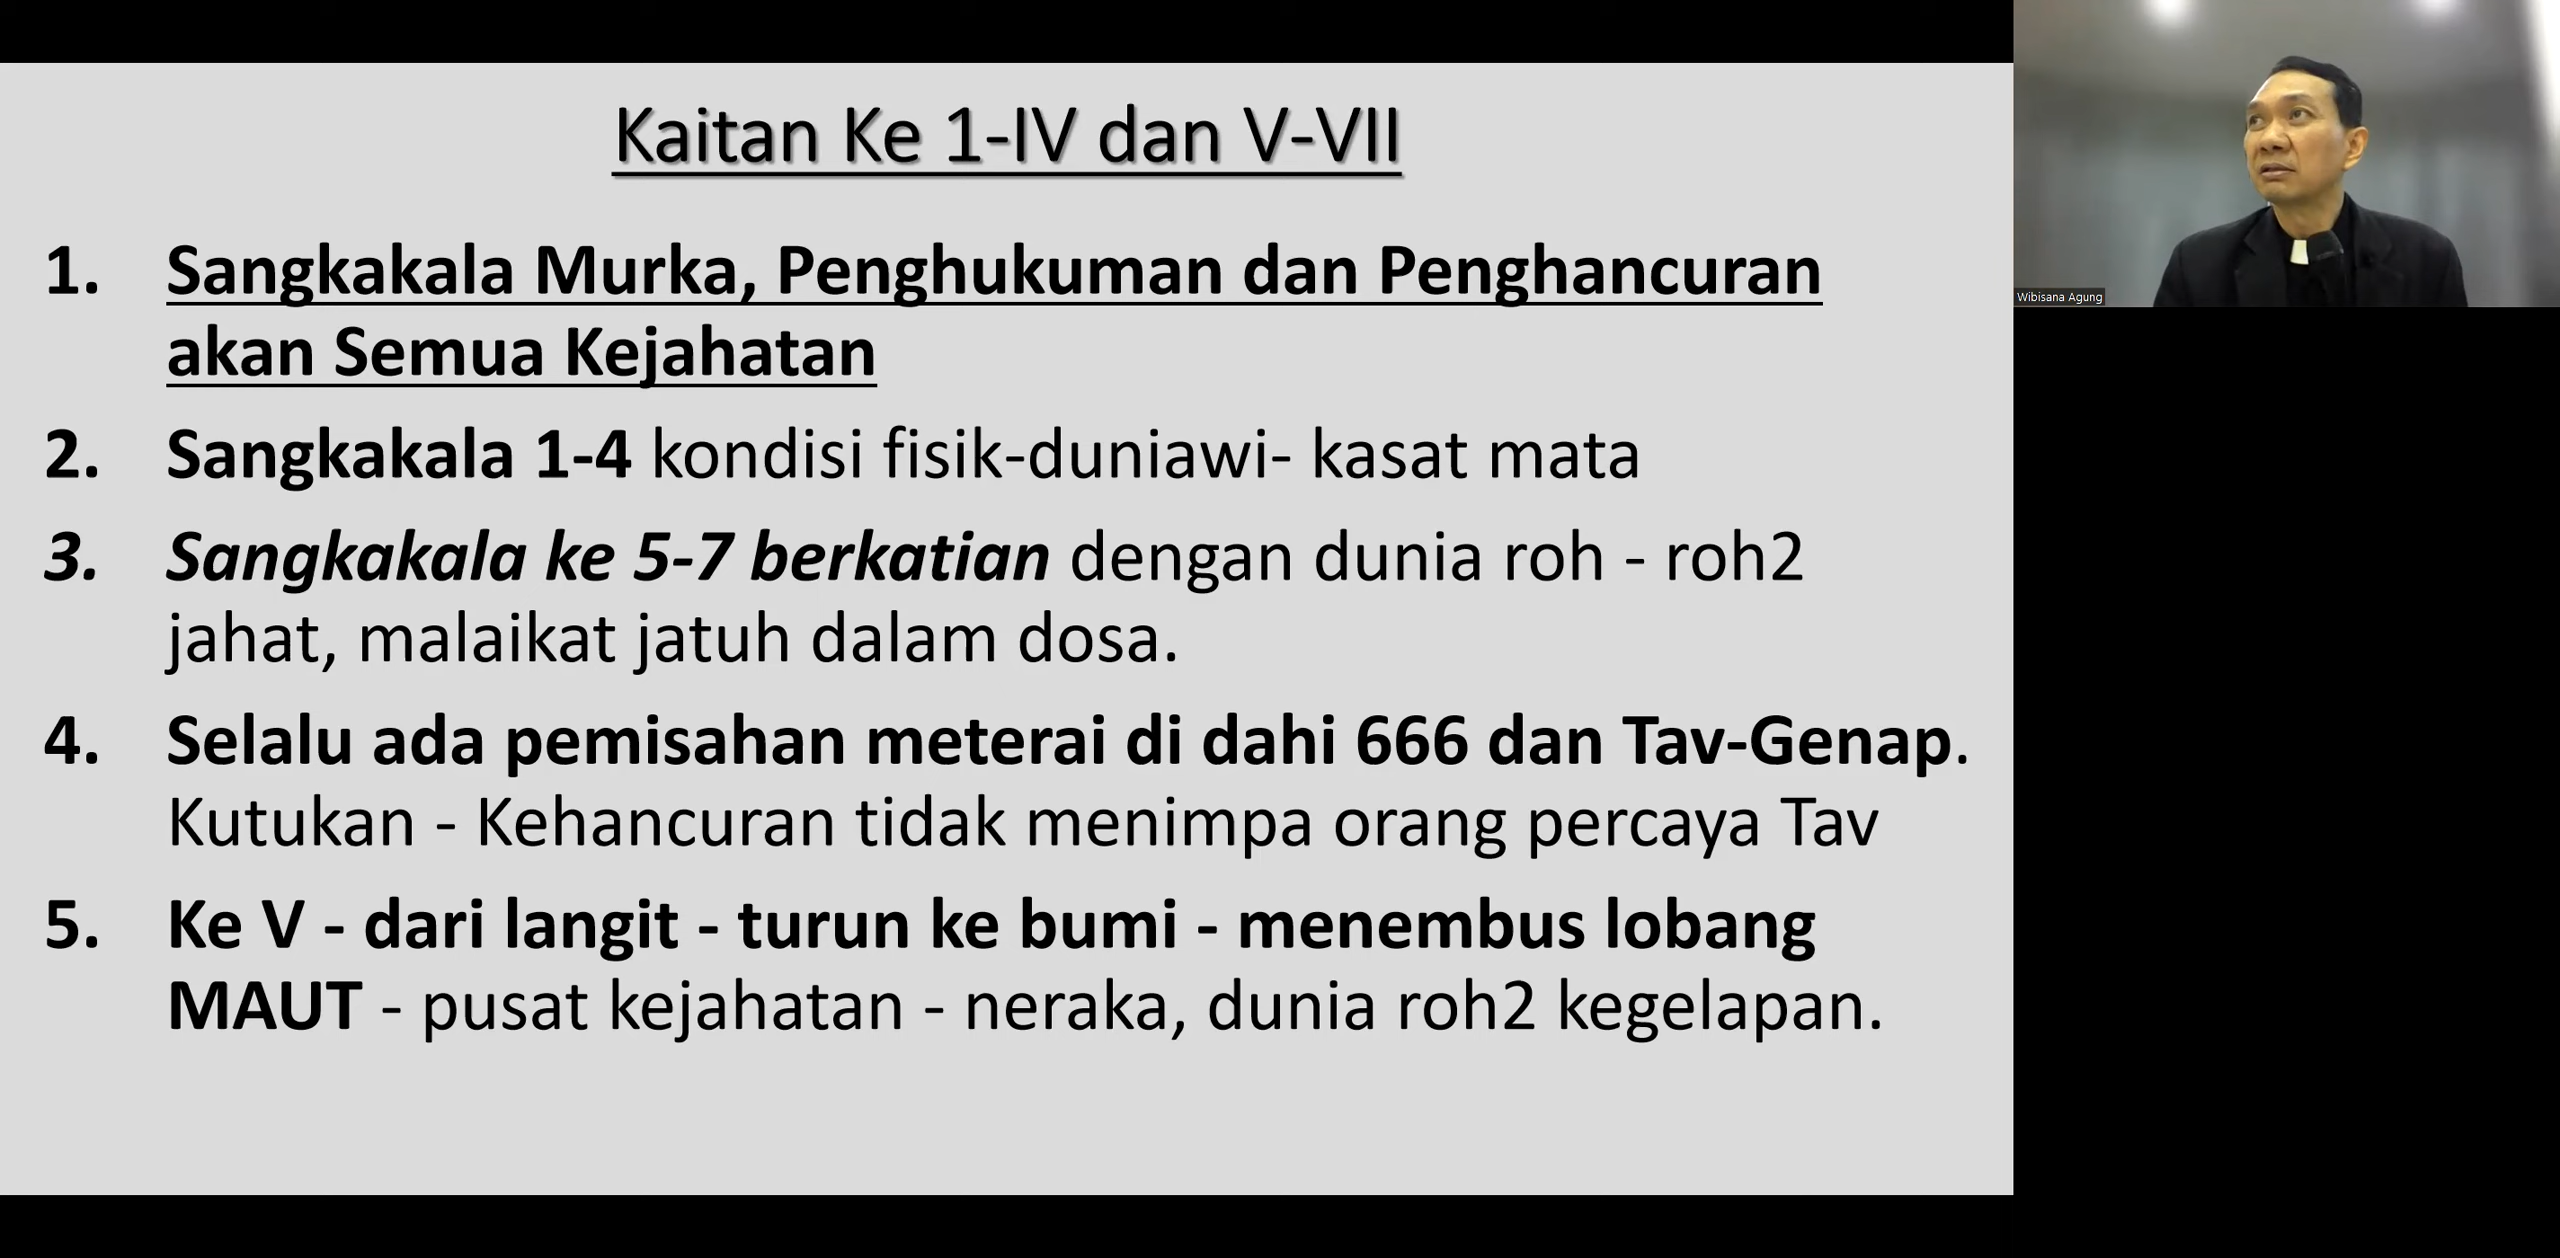 Kaitan Ke 1-IV dan V-VII
1. Sangkakala Murka, Penghukuman dan Penghancuran
akan Semua Kejahatan
2. Sangkakala 1-4 kondisi fisik-duniawi- kasat mata
3. Sangkakala ke 5-7 berkatian dengan dunia roh - roh2
jahat, malaikat jatuh dalam dosa.
4. Selalu ada pemisahan meterai di dahi 666 dan Tav-Genap.
Kutukan - Kehancuran tidak menimpa orang percaya Tav
5. Ke V - dari langit - turun ke bumi - menembus lobang
MAUT - pusat kejahatan - neraka, dunia roh2 kegelapan.
Wibisana Agung